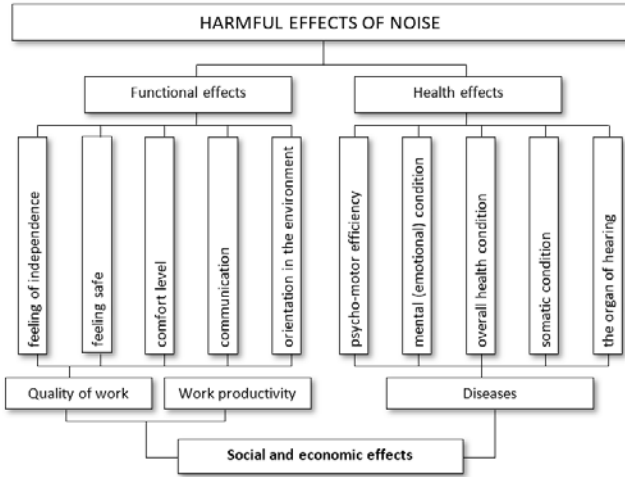 HARMFUL EFFECTS OF NOISE
Functional effects
Health effects
feeling of independence
feeling safe
comfort level
communication
orientation in the environment
psycho-motor efficiency
mental (emotional) condition
overall health condition
somatic condition
the organ of hearing
Quality of work
Work productivity
Diseases
Social and economic effects